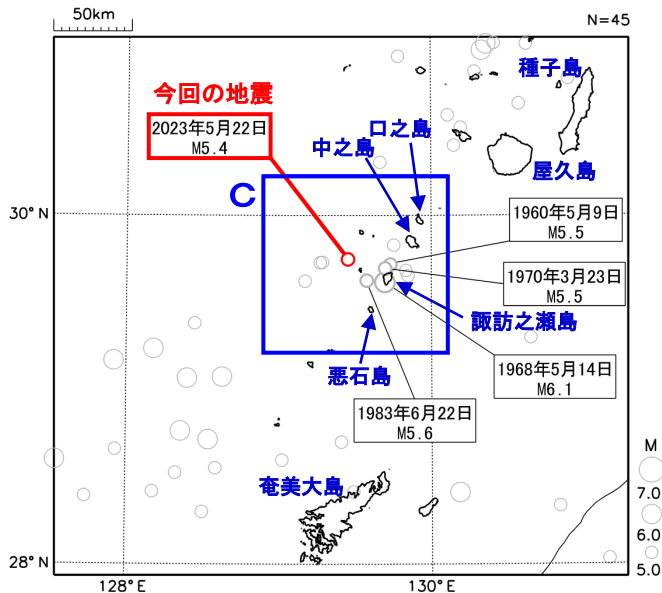 50km
N=45
種子島
今回の地震
2023年5月22日
M5.4
口之島
中之島
屋久島
C
30°N
1960年5月9日
M5.5
1970年3月23日
M5.5
諏訪之瀬島
1968年5月14日
M6.1
悪石島
1983年6月22日
M5.6
M
7.0
6.0
5.0
奄美大島
28°N
128°E
130°E